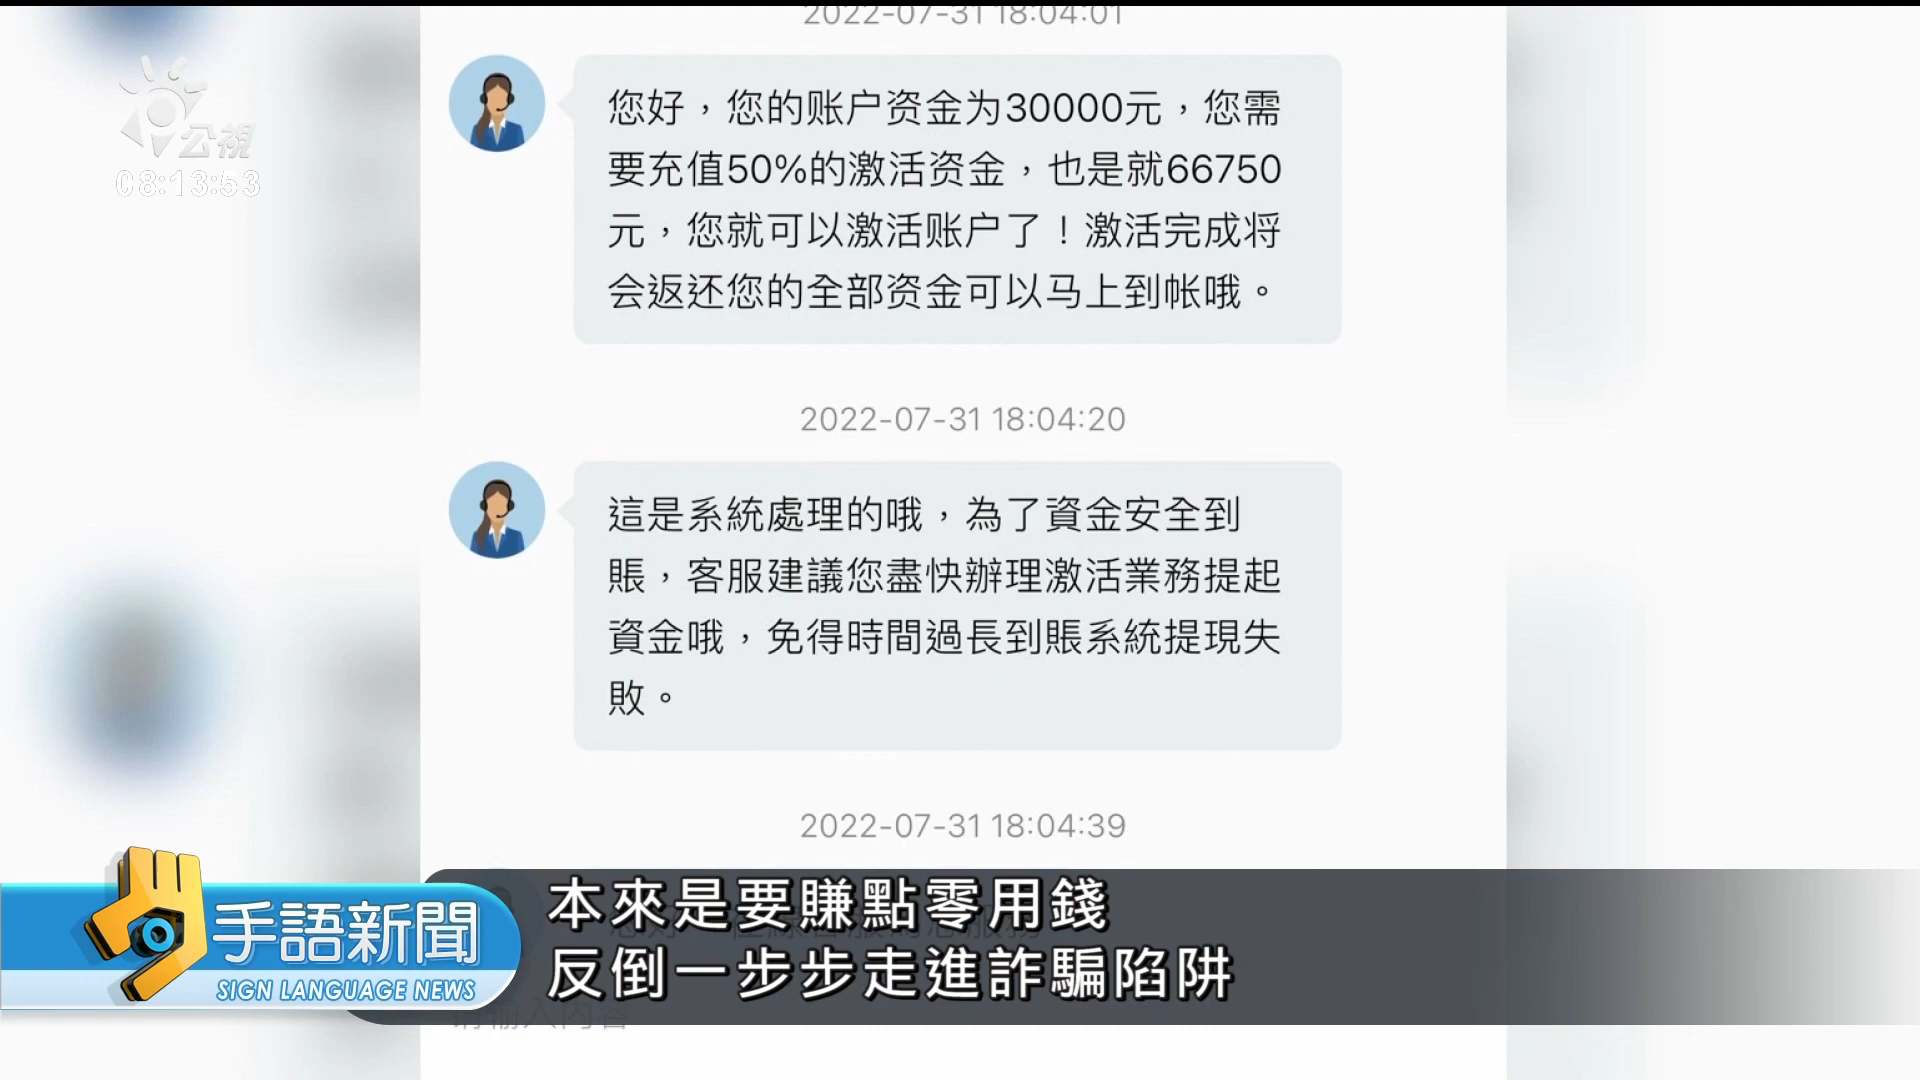 2022-07-31 18:04:01
公視
08:13:53
您好，您的账户资金为30000元，您需
要充值50%的激活资金，也是就66750
元，您就可以激活账户了！激活完成将
会返还您的全部资金可以马上到帐哦。
2022-07-31 18:04:20
這是系統處理的哦，為了資金安全到
賬，客服建議您盡快辦理激活業務提起
資金哦，免得時間過長到賬系統提現失
敗。
2022-07-31 18:04:39
手語新聞
SIGN LANGUAGE NEWS
本來是要賺點零用錢
反倒一步步走進詐騙陷阱
请输入内容